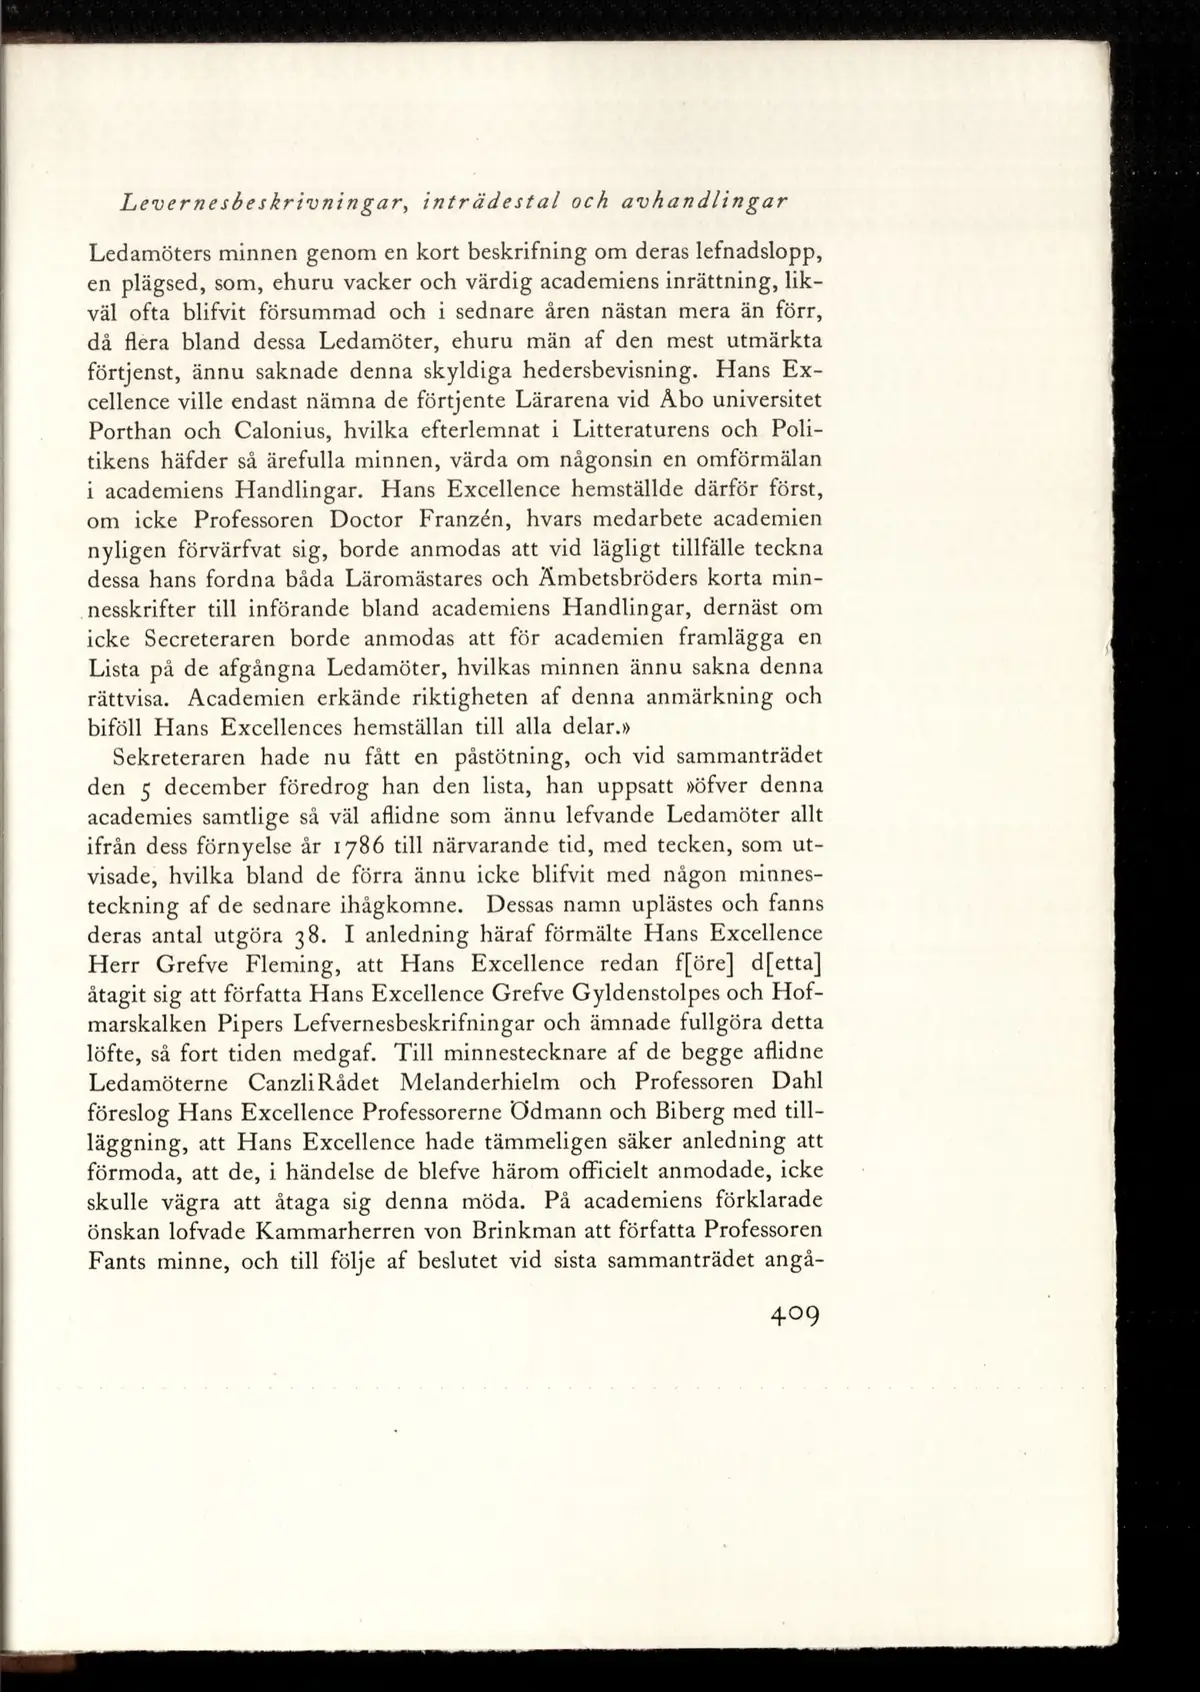 Levernesbeskrivningar, inträdestal och avhandlingar
Ledamöters minnen genom en kort beskrifning om deras lefnadslopp,
en plägsed, som, ehuru vacker och värdig academiens inrättning, lik-
väl ofta blifvit försummad och i sednare åren nästan mera än förr,
då flera bland dessa Ledamöter, ehuru män af den mest utmärkta
förtjenst, ännu saknade denna skyldiga hedersbevisning. Hans Ex-
cellence ville endast nämna de förtjente Lärarena vid Åbo universitet
Porthan och Calonius, hvilka efterlemnat i Litteraturens och Poli-
tikens häfder så ärefulla minnen, värda om någonsin en omförmälan
i academiens Handlingar. Hans Excellence hemställde därför först,
om icke Professoren Doctor Franzén, hvars medarbete academien
nyligen förvärfvat sig, borde anmodas att vid lägligt tillfälle teckna
dessa hans fordna båda Läromästares och Ämbetsbröders korta min-
nesskrifter till införande bland academiens Handlingar, dernäst om
icke Secreteraren borde anmodas att för academien framlägga en
Lista på de afgångna Ledamöter, hvilkas minnen ännu sakna denna
rättvisa. Academien erkände riktigheten af denna anmärkning och
biföll Hans Excellences hemställan till alla delar.»
Sekreteraren hade nu fått en påstötning, och vid sammanträdet
den 5 december föredrog han den lista, han uppsatt »öfver denna
academies samtlige så väl aflidne som ännu lefvande Ledamöter allt
ifrån dess förnyelse år 1786 till närvarande tid, med tecken, som ut-
visade, hvilka bland de förra ännu icke blifvit med någon minnes-
teckning af de sednare ihågkomne. Dessas namn uplästes och fanns
deras antal utgöra 38. I anledning häraf förmälte Hans Excellence
Herr Grefve Fleming, att Hans Excellence redan f[öre] d[etta]
åtagit sig att författa Hans Excellence Grefve Gyldenstolpes och Hof-
marskalken Pipers Lefvernesbeskrifningar och ämnade fullgöra detta
löfte, så fort tiden medgaf. Till minnestecknare af de begge aflidne
Ledamöterne CanzliRådet Melanderhielm och Professoren Dahl
föreslog Hans Excellence Professorerne Ödmann och Biberg med till-
läggning, att Hans Excellence hade tämmeligen säker anledning att
förmoda, att de, i händelse de blefve härom officielt anmodade, icke
skulle vägra att åtaga sig denna möda. På academiens förklarade
önskan lofvade Kammarherren von Brinkman att författa Professoren
Fants minne, och till följe af beslutet vid sista sammanträdet angå-
409